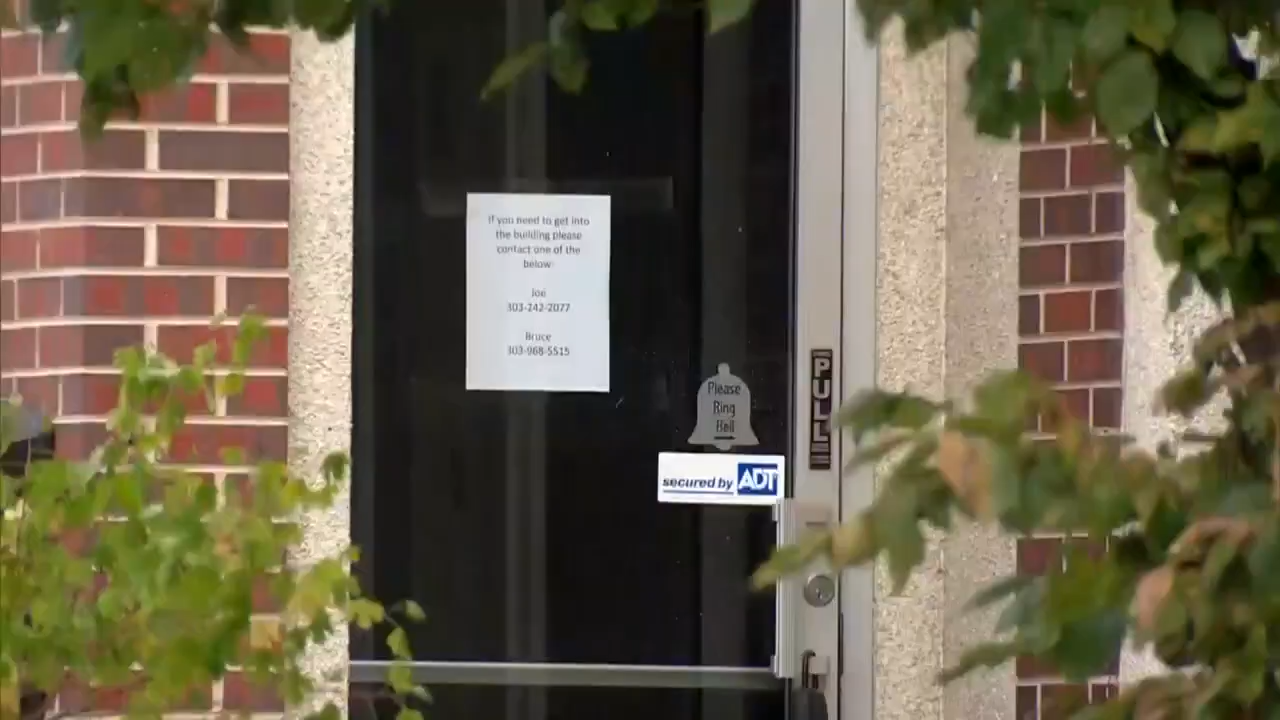 If you need to get into
the building please
contact one of the
below:
Joe
303-242-2077
Bruce
303-968-5515
Please
Ring
Bell
PULL
secured by ADT